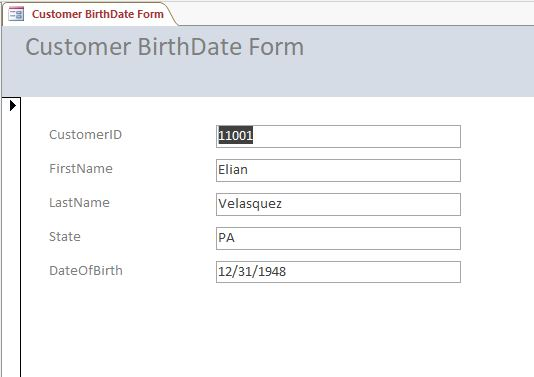 Customer BirthDate Form
Customer BirthDate Form
CustomerID 11001
FirstName Elian
LastName Velasquez
State PA
DateOfBirth 12/31/1948